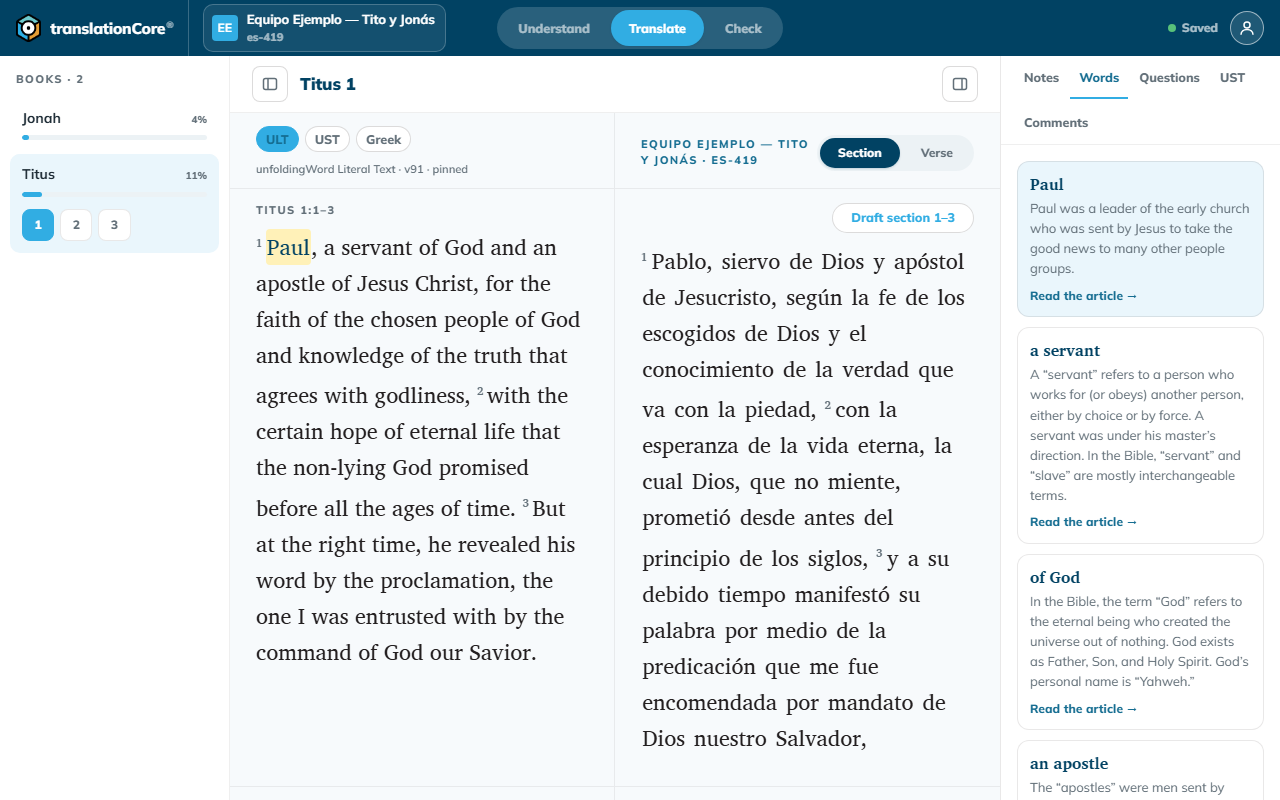 translationCore®
EE
Equipo Ejemplo — Tito y Jonás
es-419
Understand
Translate
Check
Saved
BOOKS · 2
Jonah
4%
Titus
11%
1
2
3
Titus 1
ULT
UST
Greek
unfoldingWord Literal Text · v91 · pinned
TITUS 1:1–3
1 Paul, a servant of God and an
apostle of Jesus Christ, for the
faith of the chosen people of God
and knowledge of the truth that
agrees with godliness, 2 with the
certain hope of eternal life that
the non-lying God promised
before all the ages of time. 3 But
at the right time, he revealed his
word by the proclamation, the
one I was entrusted with by the
command of God our Savior.
EQUIPO EJEMPLO — TITO
Y JONÁS · ES-419
Section
Verse
Draft section 1–3
1 Pablo, siervo de Dios y apóstol
de Jesucristo, según la fe de los
escogidos de Dios y el
conocimiento de la verdad que
va con la piedad, 2 con la
esperanza de la vida eterna, la
cual Dios, que no miente,
prometió desde antes del
principio de los siglos, 3 y a su
debido tiempo manifestó su
palabra por medio de la
predicación que me fue
encomendada por mandato de
Dios nuestro Salvador,
Notes
Words
Questions
UST
Comments
Paul
Paul was a leader of the early church
who was sent by Jesus to take the
good news to many other people
groups.
Read the article →
a servant
A “servant” refers to a person who
works for (or obeys) another person,
either by choice or by force. A
servant was under his master’s
direction. In the Bible, “servant” and
“slave” are mostly interchangeable
terms.
Read the article →
of God
In the Bible, the term “God” refers to
the eternal being who created the
universe out of nothing. God exists
as Father, Son, and Holy Spirit. God’s
personal name is “Yahweh.”
Read the article →
an apostle
The “apostles” were men sent by